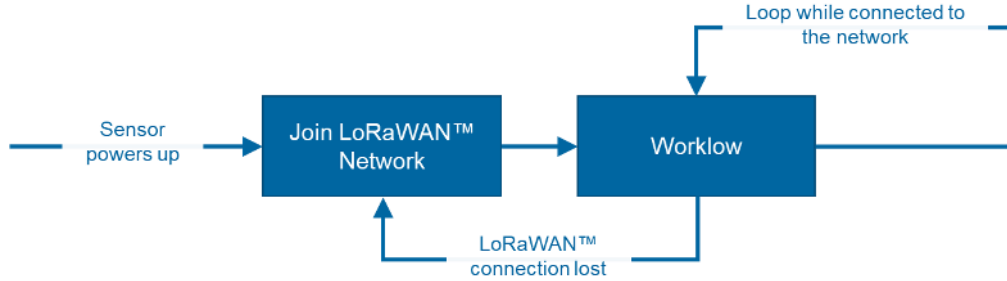 Loop while connected to
the network
Sensor
powers up
Join LoRaWAN™
Network
Worklow
LoRaWAN™
connection lost